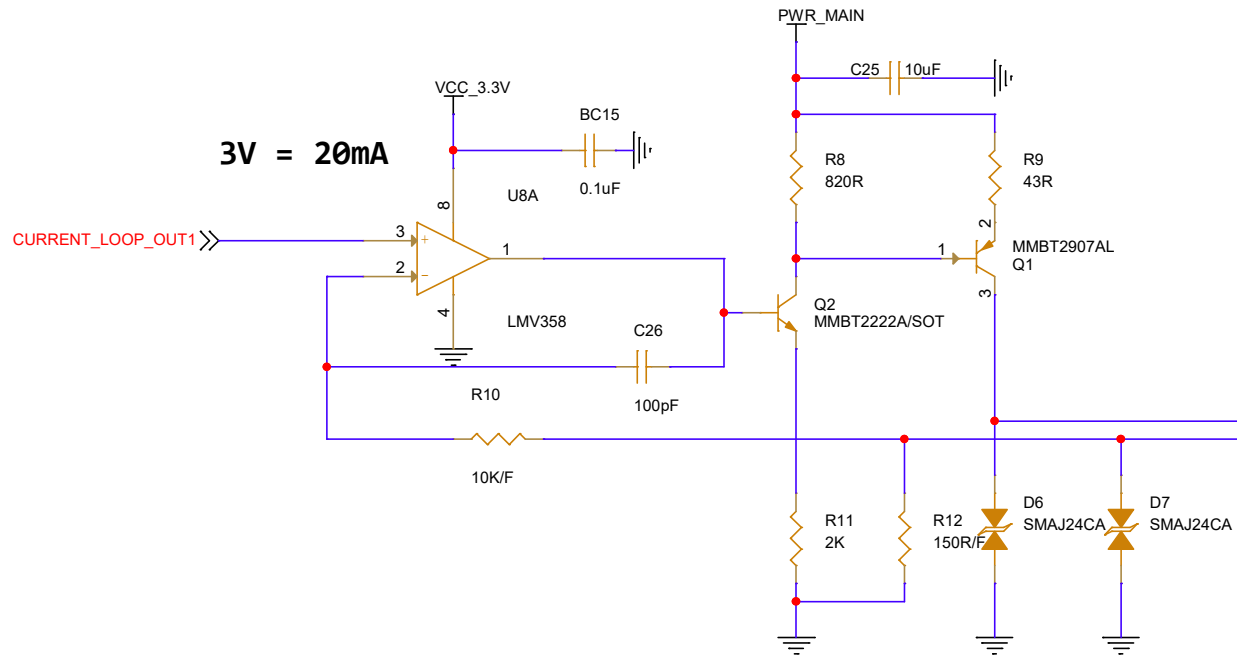 PWR_MAIN
C25 10uF
VCC_3.3V
BC15
3V = 20mA
0.1uF
R8
820R
R9
43R
U8A
8
CURRENT_LOOP_OUT1
3
+
1
2
−
2
1
MMBT2907AL
Q1
3
4
LMV358
Q2
MMBT2222A/SOT
C26
100pF
R10
10K/F
R11
2K
R12
150R/F
D6
SMAJ24CA
D7
SMAJ24CA